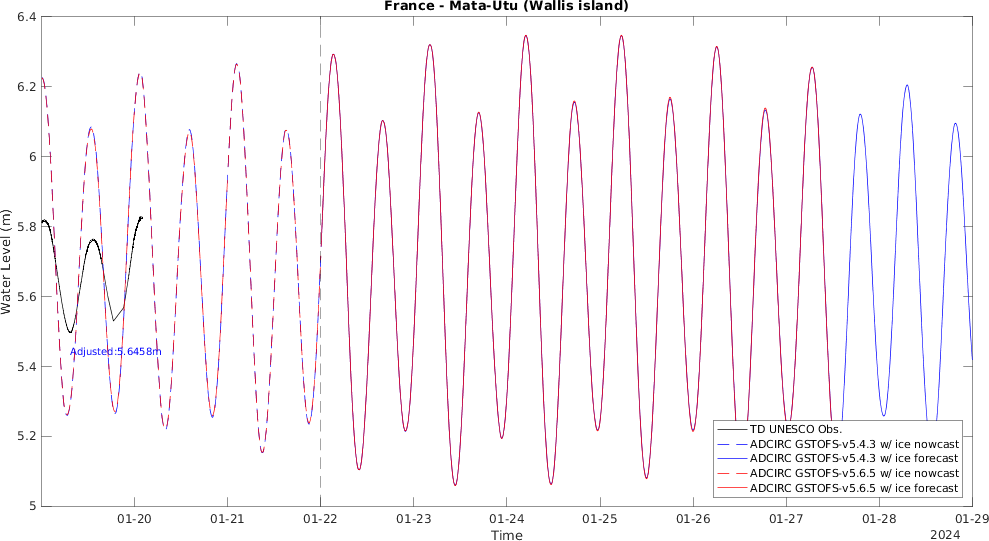 France - Mata-Utu (Wallis island)
Water Level (m)
6.4
6.2
6
5.8
5.6
5.4
5.2
5
Adjusted:5.6458m
TD UNESCO Obs.
ADCIRC GSTOFS-v5.4.3 w/ ice nowcast
ADCIRC GSTOFS-v5.4.3 w/ ice forecast
ADCIRC GSTOFS-v5.6.5 w/ ice nowcast
ADCIRC GSTOFS-v5.6.5 w/ ice forecast
01-20 01-21 01-22 01-23 01-24 01-25 01-26 01-27 01-28 01-29
Time
2024